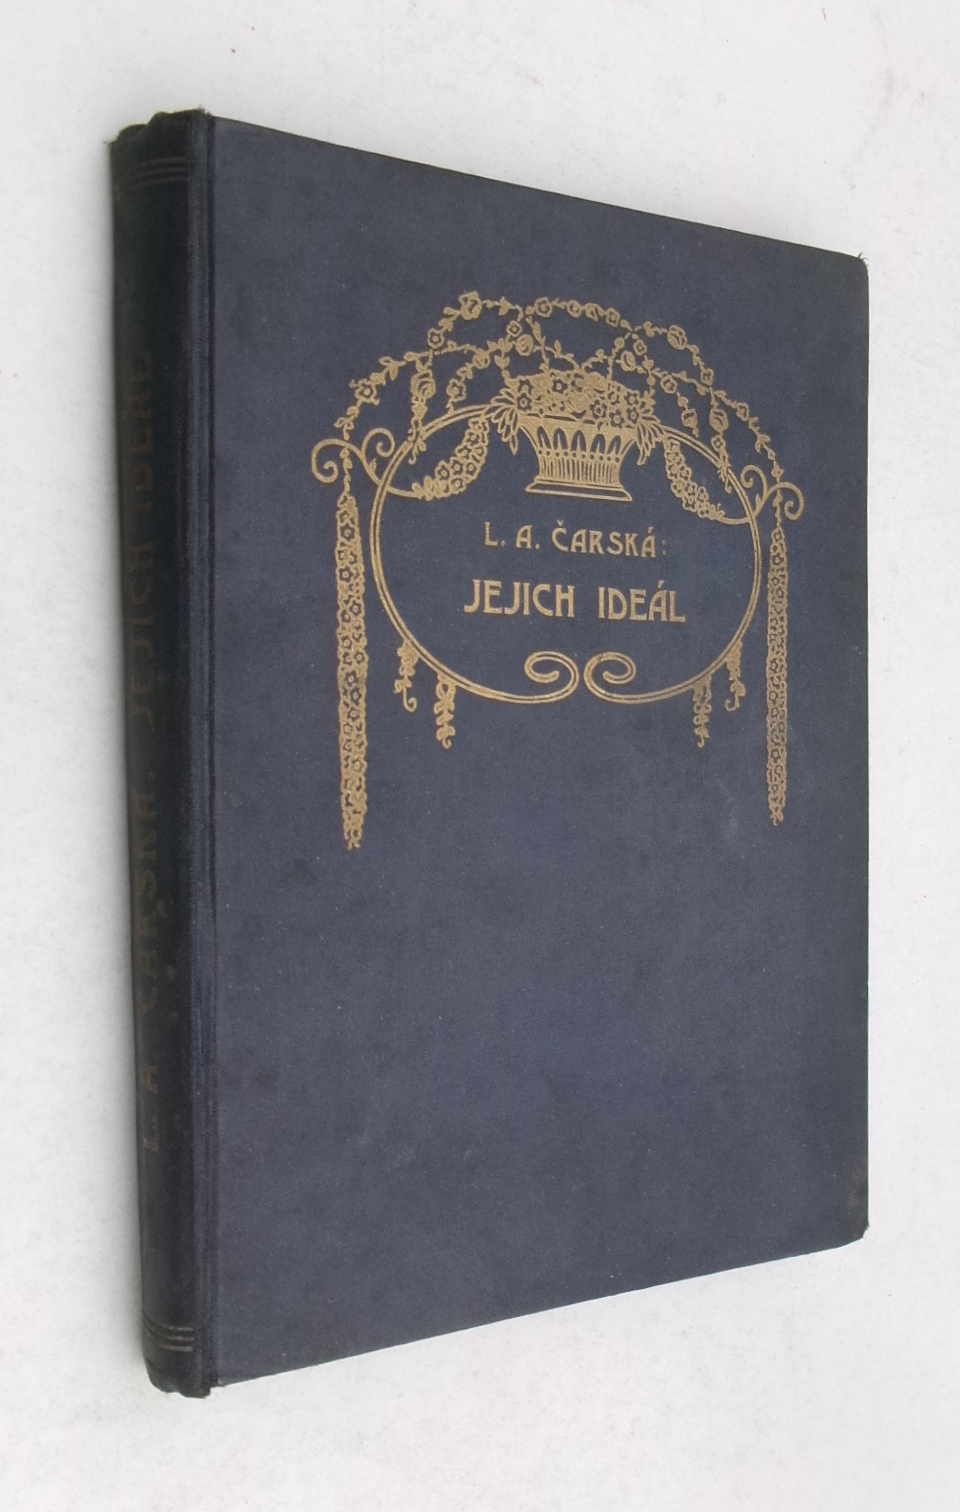 L. A. ČARSKÁ:
JEJICH IDEÁL
L. A. ČARSKÁ: JEJICH IDEÁL